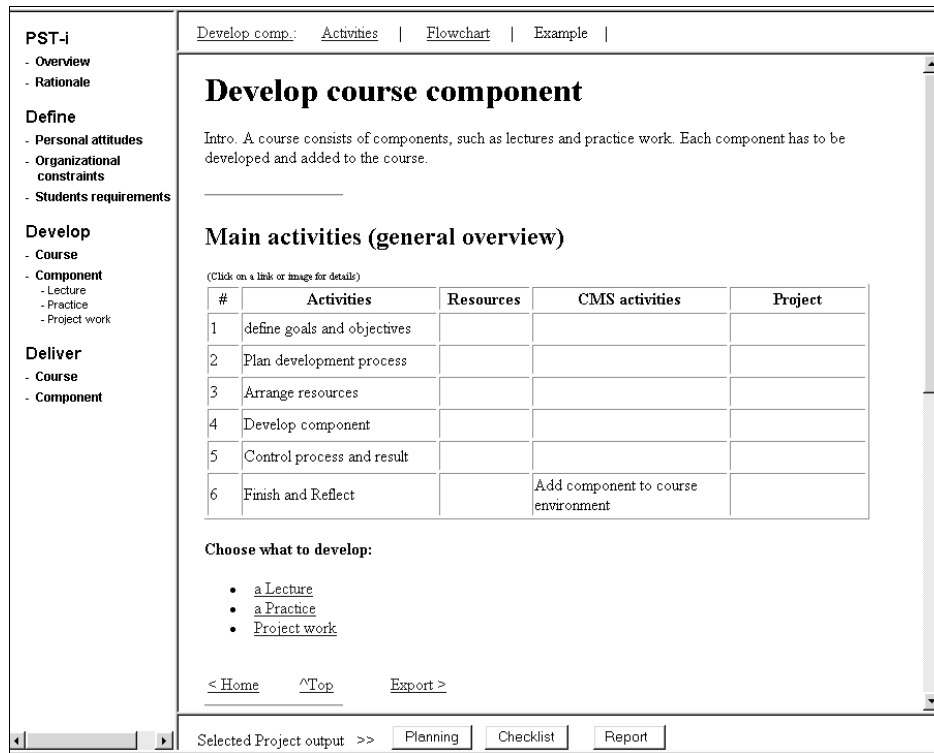 PST-i
- Overview
- Rationale
Define
- Personal attitudes
- Organizational
constraints
- Students requirements
Develop
- Course
- Component
- Lecture
- Practice
- Project work
Deliver
- Course
- Component
Develop comp.: Activities | Flowchart | Example |
Develop course component
Intro. A course consists of components, such as lectures and practice work. Each component has to be
developed and added to the course.
Main activities (general overview)
(Click on a link or image for details)
# Activities Resources CMS activities Project
1 define goals and objectives
2 Plan development process
3 Arrange resources
4 Develop component
5 Control process and result
6 Finish and Reflect Add component to course
environment
Choose what to develop:
• a Lecture
• a Practice
• Project work
< Home ^Top Export >
Selected Project output >> Planning Checklist Report